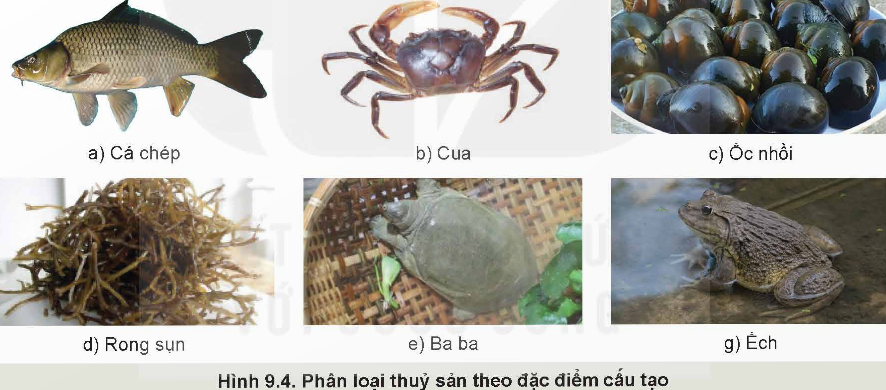 a) Cá chép
b) Cua
c) Ốc nhồi
d) Rong sụn
e) Ba ba
g) Ếch
Hình 9.4. Phân loại thuỷ sản theo đặc điểm cấu tạo